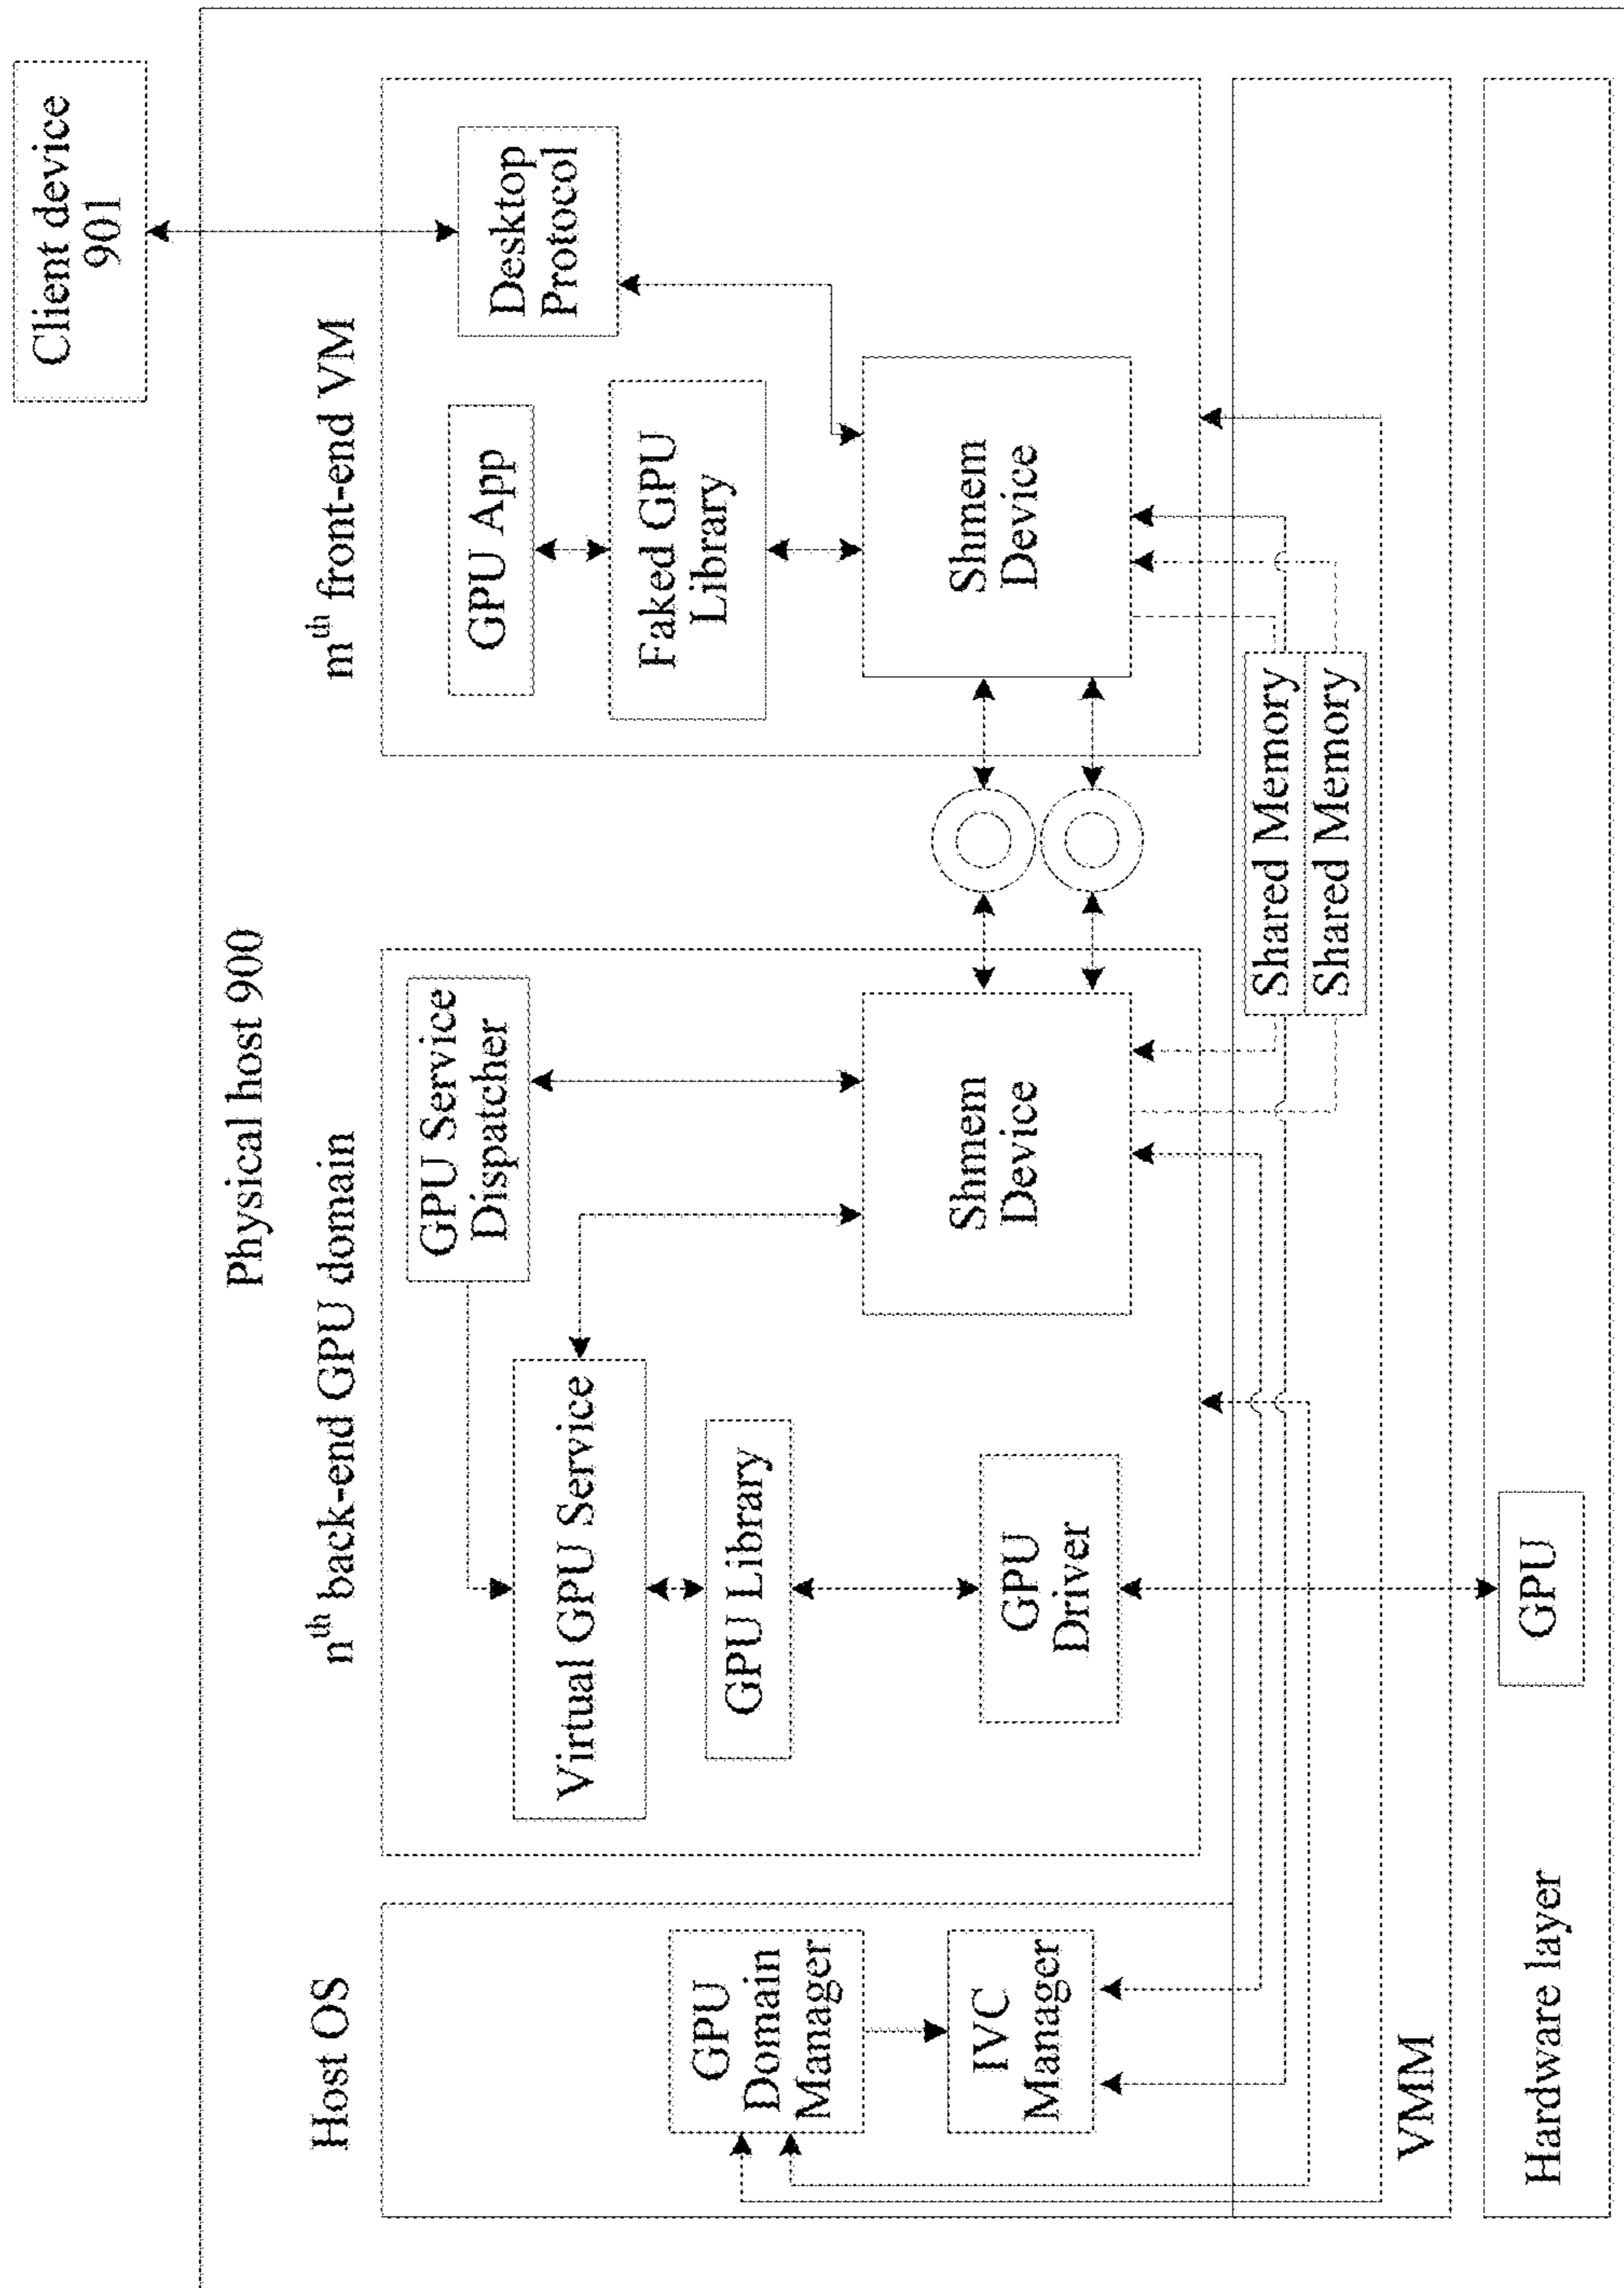 Client device
901
Physical host 900
Host OS
GPU
Domain
Manager
IVC
Manager
nth back-end GPU domain
GPU Service
Dispatcher
Virtual GPU Service
GPU Library
GPU
Driver
Shmem
Device
mth front-end VM
GPU App
Desktop
Protocol
Faked GPU
Library
Shmem
Device
Shared Memory
Shared Memory
VMM
GPU
Hardware layer